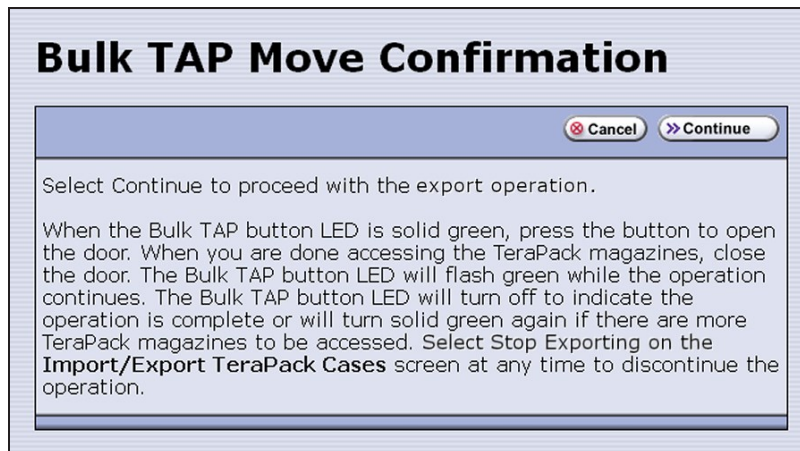 Bulk TAP Move Confirmation
Cancel Continue
Select Continue to proceed with the export operation.
When the Bulk TAP button LED is solid green, press the button to open
the door. When you are done accessing the TeraPack magazines, close
the door. The Bulk TAP button LED will flash green while the operation
continues. The Bulk TAP button LED will turn off to indicate the
operation is complete or will turn solid green again if there are more
TeraPack magazines to be accessed. Select Stop Exporting on the
Import/Export TeraPack Cases screen at any time to discontinue the
operation.